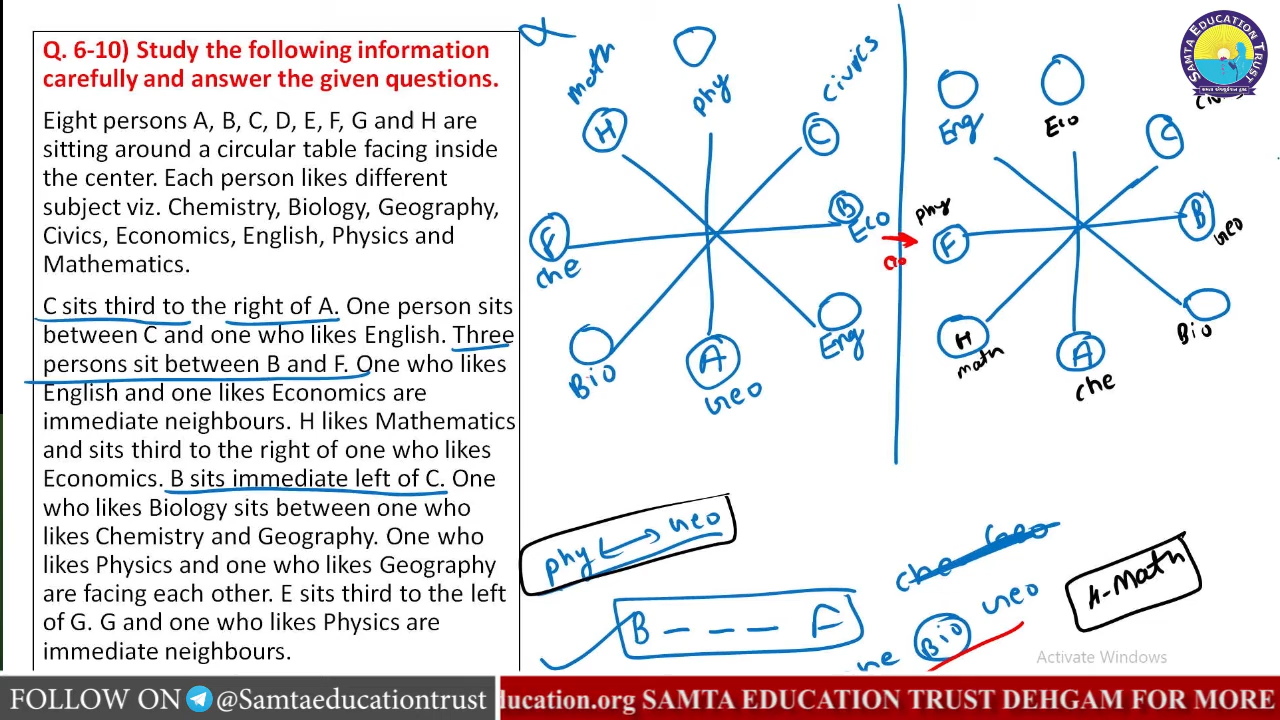 Q. 6-10) Study the following information
carefully and answer the given questions.
Eight persons A, B, C, D, E, F, G and H are
sitting around a circular table facing inside
the center. Each person likes different
subject viz. Chemistry, Biology, Geography,
Civics, Economics, English, Physics and
Mathematics.
C sits third to the right of A. One person sits
between C and one who likes English. Three
persons sit between B and F. One who likes
English and one likes Economics are
immediate neighbours. H likes Mathematics
and sits third to the right of one who likes
Economics. B sits immediate left of C. One
who likes Biology sits between one who
likes Chemistry and Geography. One who
likes Physics and one who likes Geography
are facing each other. E sits third to the left
of G. G and one who likes Physics are
immediate neighbours.
math
phy
civics
H
C
F
che
B
Eco
Bio
A
Geo
Eng
Eng
Eco
C
phy
F
B
Geo
H
math
A
che
Bio
phy Geo
B - - - F
che Geo
Bio Geo
H-Math
SAMTA EDUCATION TRUST
Activate Windows
FOLLOW ON @Samtaeducationtrust
ducation.org SAMTA EDUCATION TRUST DEHGAM FOR MORE